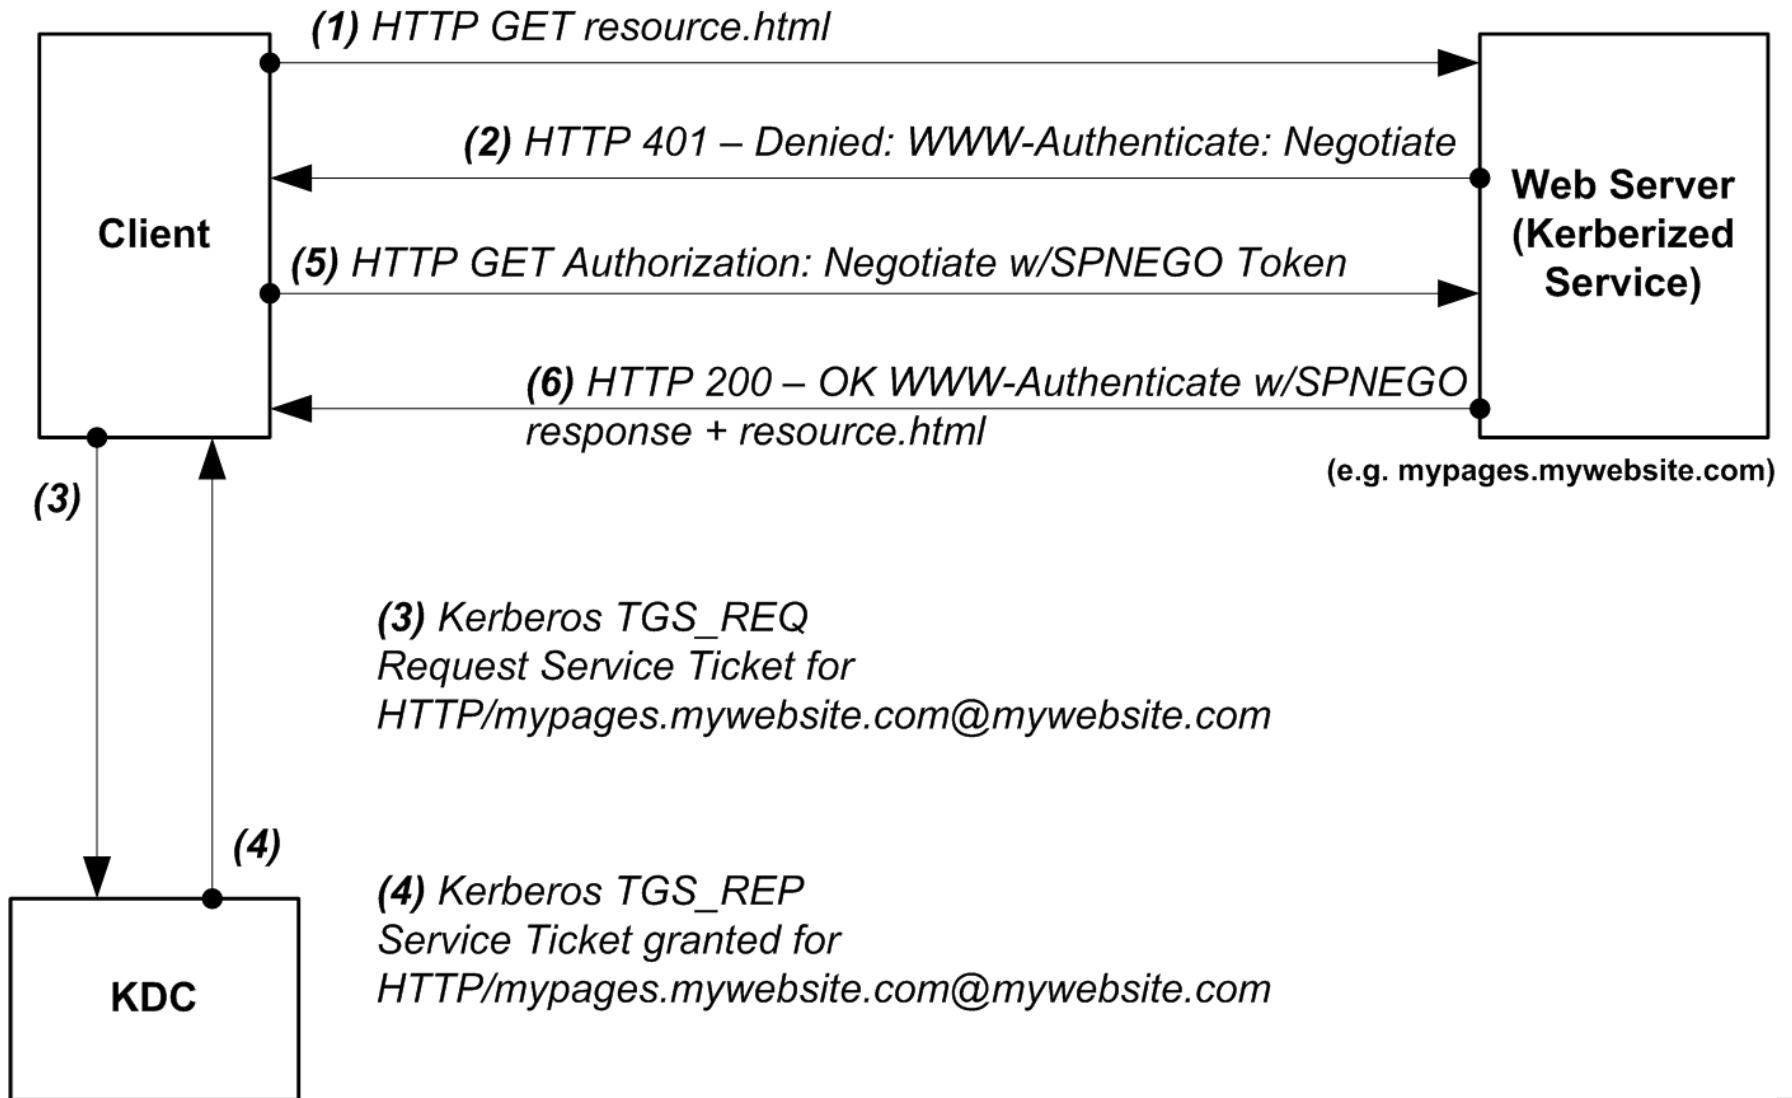 (1) HTTP GET resource.html
(2) HTTP 401 – Denied: WWW-Authenticate: Negotiate
Client
Web Server
(Kerberized
Service)
(5) HTTP GET Authorization: Negotiate w/SPNEGO Token
(6) HTTP 200 – OK WWW-Authenticate w/SPNEGO
response + resource.html
(e.g. mypages.mywebsite.com)
(3)
(3) Kerberos TGS_REQ
Request Service Ticket for
HTTP/mypages.mywebsite.com@mywebsite.com
(4)
(4) Kerberos TGS_REP
Service Ticket granted for
HTTP/mypages.mywebsite.com@mywebsite.com
KDC